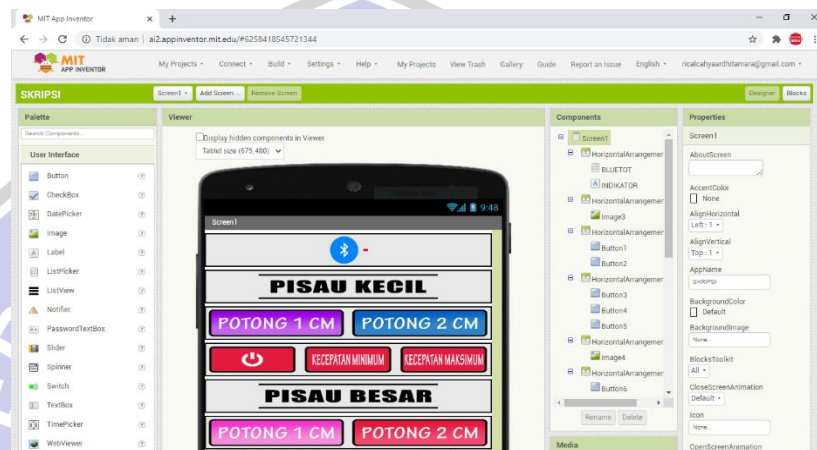 MIT App Inventor
Tidak aman | ai2.appinventor.mit.edu/#6258418545721344
MIT
APP INVENTOR
My Projects Connect Build Settings Help My Projects View Trash Gallery Guide Report an Issue English ricalcahyaardhitamara@gmail.com
SKRIPSI
Screen1 Add Screen ... Remove Screen Designer Blocks
Palette
Search Components...
User Interface
Button
CheckBox
DatePicker
Image
Label
ListPicker
ListView
Notifier
PasswordTextBox
Slider
Spinner
Switch
TextBox
TimePicker
WebViewer
Viewer
Display hidden components in Viewer
Tablet size (675,480)
9:48
Screen1
-
PISAU KECIL
POTONG 1 CM POTONG 2 CM
KECEPATAN MINIMUM KECEPATAN MAKSIMUM
PISAU BESAR
POTONG 1 CM POTONG 2 CM
Components
Screen1
HorizontalArrangemer
BLUETOT
INDIKATOR
HorizontalArrangemer
Image3
HorizontalArrangemer
Button1
Button2
HorizontalArrangemer
Button3
Button4
Button5
HorizontalArrangemer
Image4
HorizontalArrangemer
Button6
Rename Delete
Media
Properties
Screen1
AboutScreen
AccentColor
None
AlignHorizontal
Left : 1
AlignVertical
Top : 1
AppName
SKRIPSI
BackgroundColor
Default
BackgroundImage
None...
BlocksToolkit
All
CloseScreenAnimation
Default
Icon
None...
OpenScreenAnimation